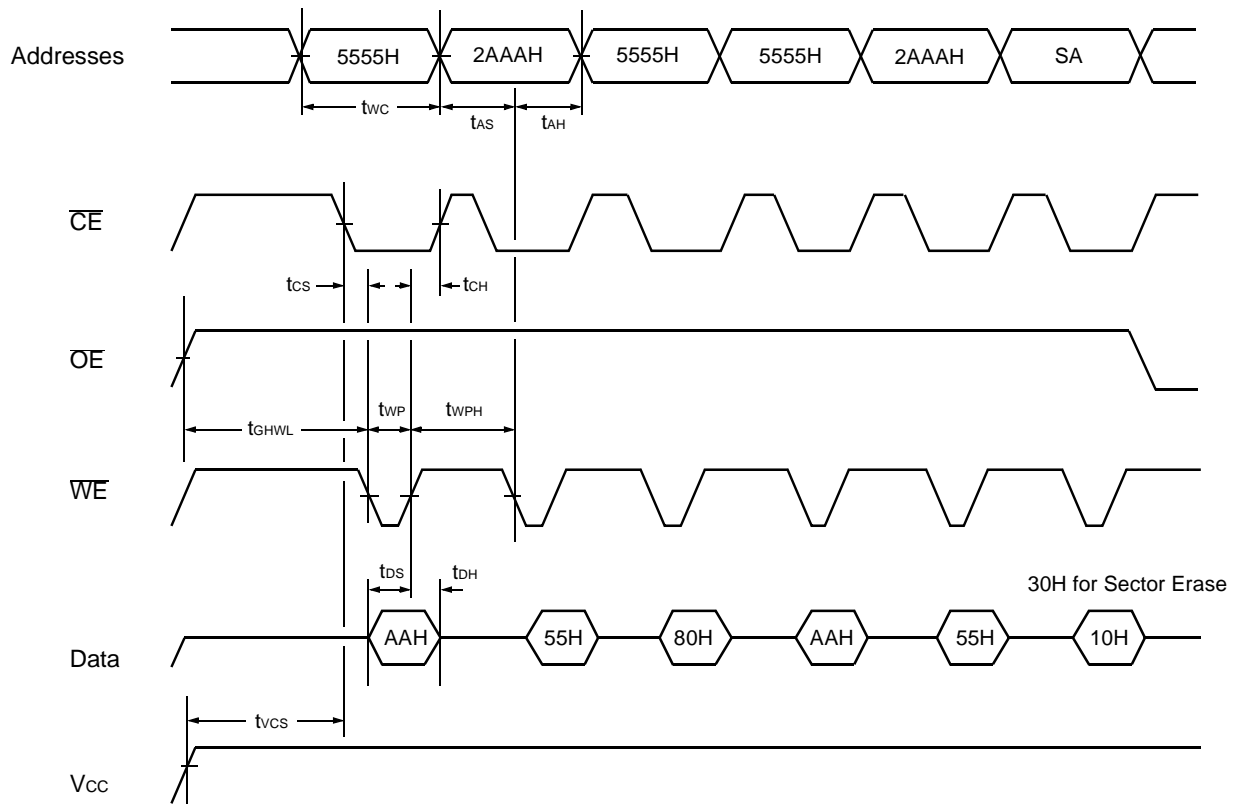 Addresses
5555H 2AAAH 5555H 5555H 2AAAH SA
tWC tAS tAH
CE
tCS tCH
OE
tGHWL tWP tWPH
WE
tDS tDH
30H for Sector Erase
Data
AAH 55H 80H AAH 55H 10H
tVCS
VCC